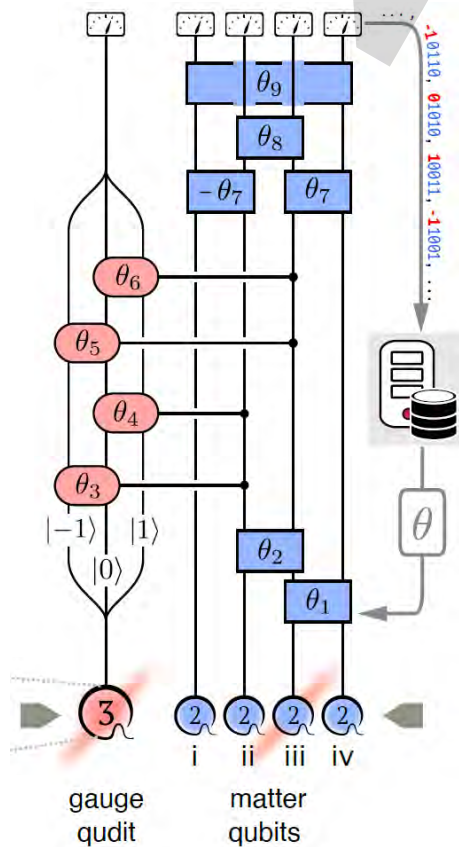 ..., -10110, 01010, 10011, -11001, ...
θ9
θ8
-θ7
θ7
θ6
θ5
θ4
θ3
|−1⟩
|1⟩
|0⟩
θ2
θ
θ1
3
2
2
2
2
i
ii
iii
iv
gauge
qudit
matter
qubits